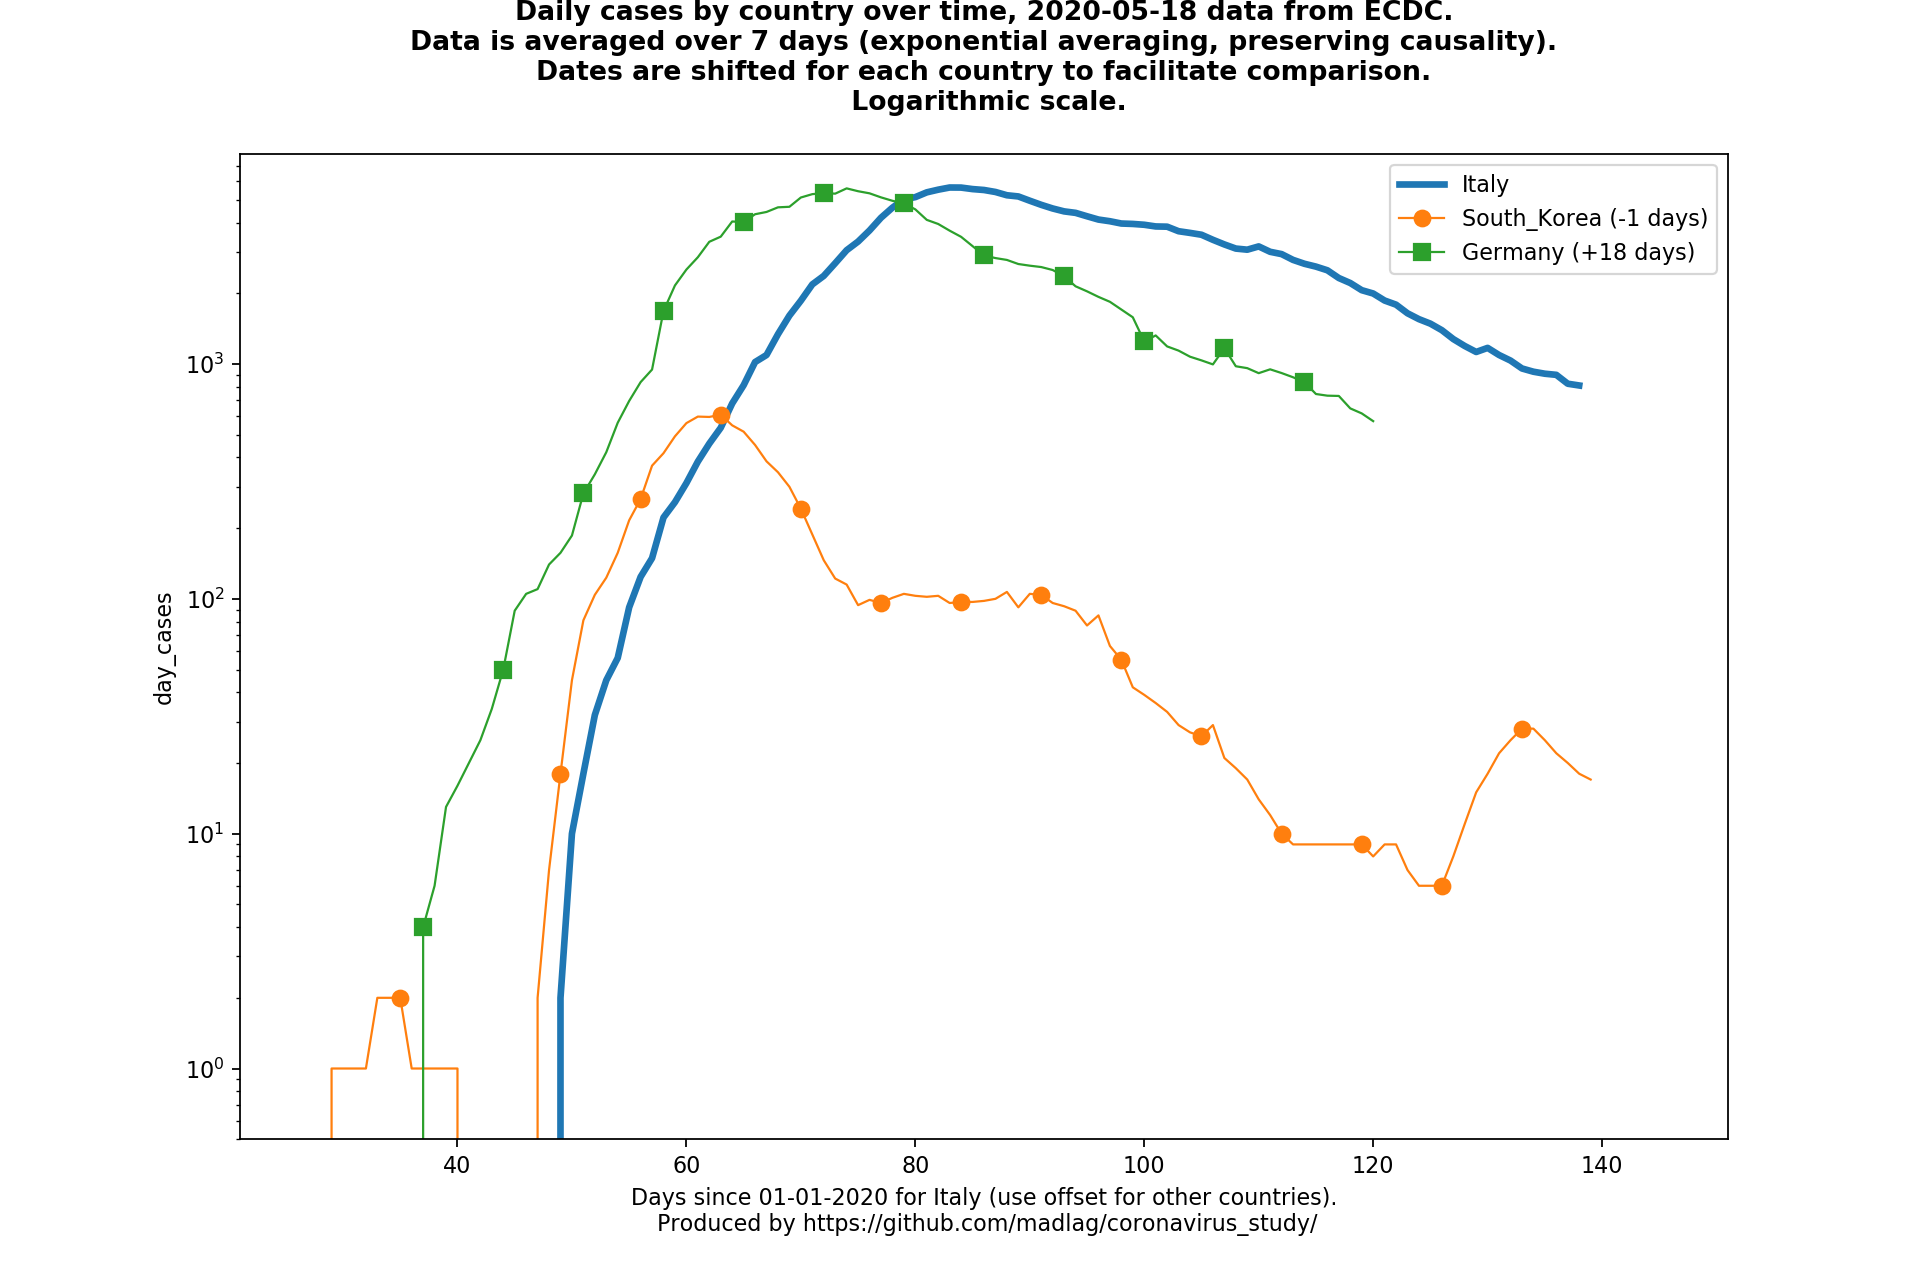 Daily cases by country over time, 2020-05-18 data from ECDC.
Data is averaged over 7 days (exponential averaging, preserving causality).
Dates are shifted for each country to facilitate comparison.
Logarithmic scale.
Italy
South_Korea (-1 days)
Germany (+18 days)
day_cases
10³
10²
10¹
10⁰
40 60 80 100 120 140
Days since 01-01-2020 for Italy (use offset for other countries).
Produced by https://github.com/madlag/coronavirus_study/